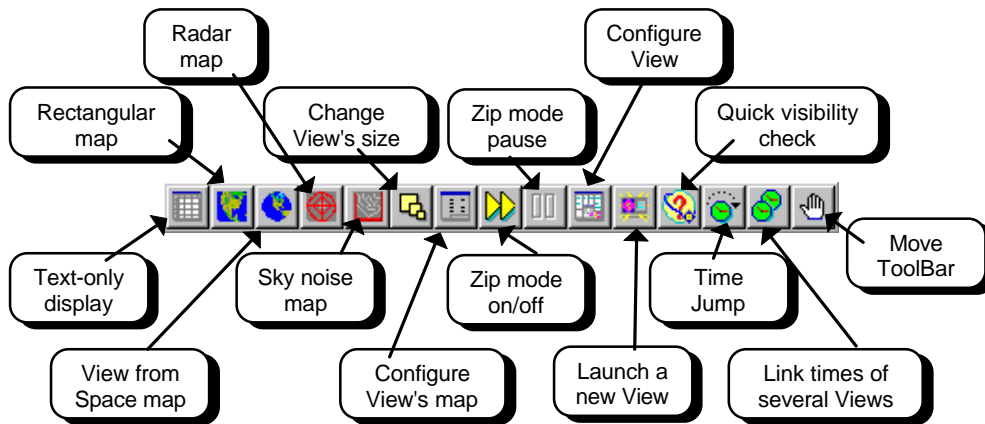 Radar
map
Configure
View
Rectangular
map
Change
View's size
Zip mode
pause
Quick visibility
check
Text-only
display
Sky noise
map
Zip mode
on/off
Time
Jump
Move
ToolBar
View from
Space map
Configure
View's map
Launch a
new View
Link times of
several Views